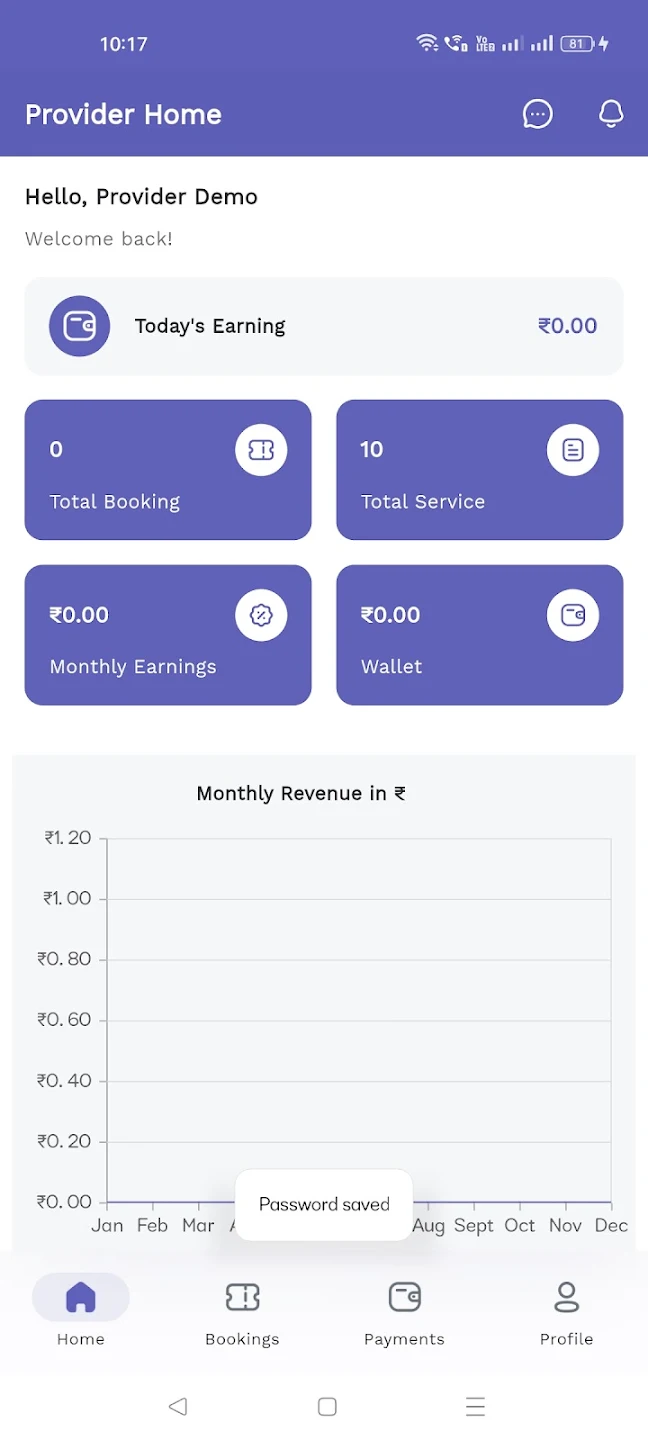 10:17
Vo
LTE2
81
Provider Home
Hello, Provider Demo
Welcome back!
Today's Earning
₹0.00
0
Total Booking
10
Total Service
₹0.00
Monthly Earnings
₹0.00
Wallet
Monthly Revenue in ₹
₹1.20
₹1.00
₹0.80
₹0.60
₹0.40
₹0.20
₹0.00
Password saved
Jan Feb Mar Aug Sept Oct Nov Dec
Home Bookings Payments Profile